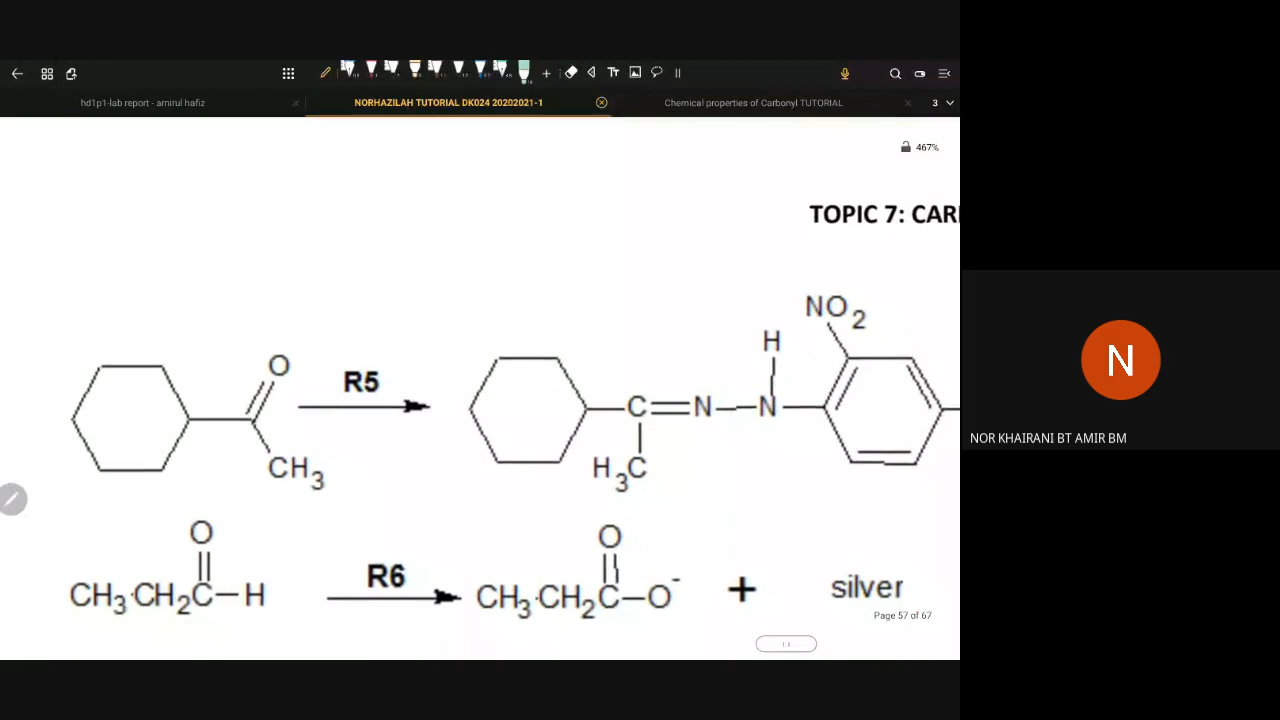 Tt
hd1p1-lab report - amirul hafiz
NORHAZILAH TUTORIAL DK024 20202021-1
Chemical properties of Carbonyl TUTORIAL
3
467%
TOPIC 7: CAR
NO2
H
O
R5
C
N
N
CH3
H3C
O
O
CH3CH2C-H
R6
CH3CH2C-O-
+
silver
Page 57 of 67
N
NOR KHAIRANI BT AMIR BM